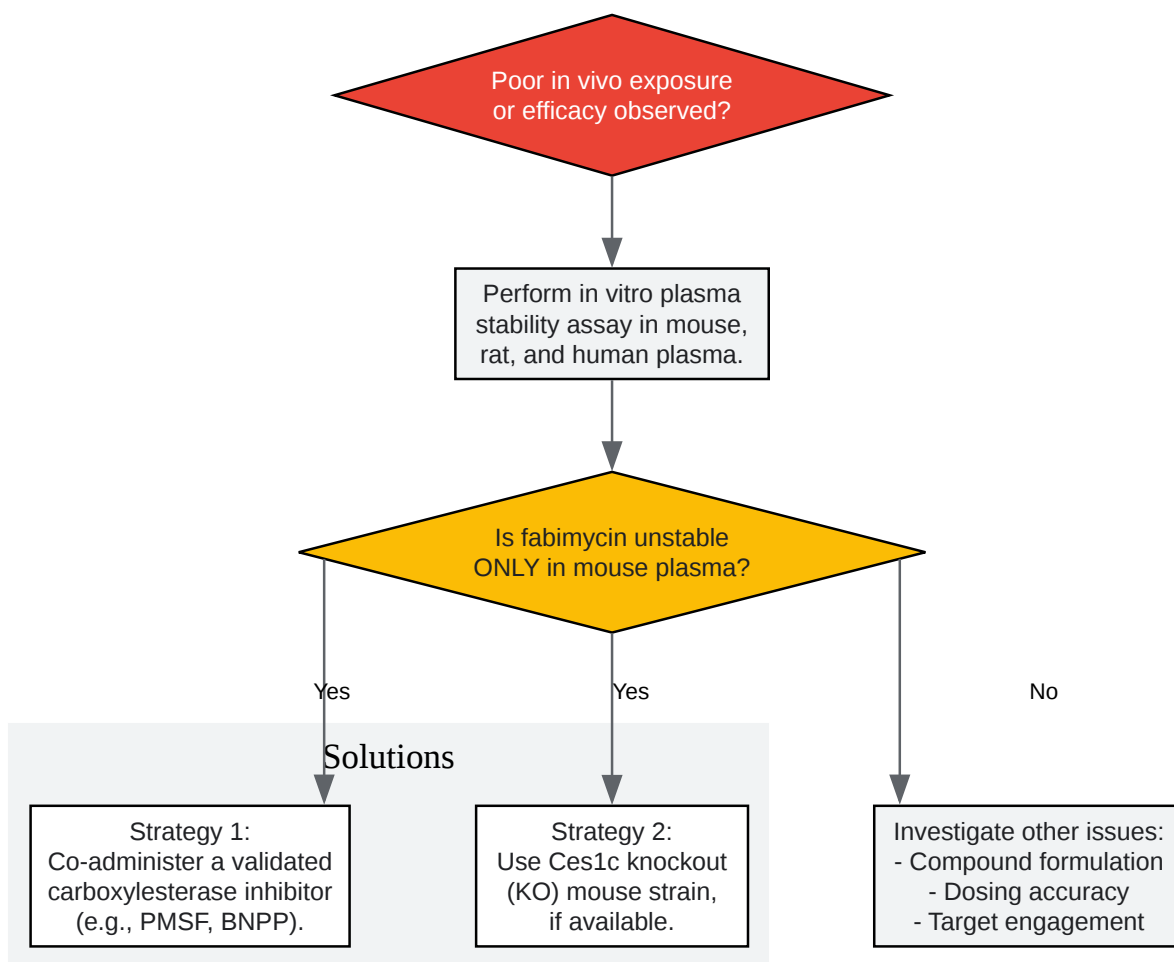 Poor in vivo exposure
or efficacy observed?
Perform in vitro plasma
stability assay in mouse,
rat, and human plasma.
Is fabimycin unstable
ONLY in mouse plasma?
Yes
Yes
No
Solutions
Strategy 1:
Co-administer a validated
carboxylesterase inhibitor
(e.g., PMSF, BNPP).
Strategy 2:
Use Ces1c knockout
(KO) mouse strain,
if available.
Investigate other issues:
- Compound formulation
- Dosing accuracy
- Target engagement